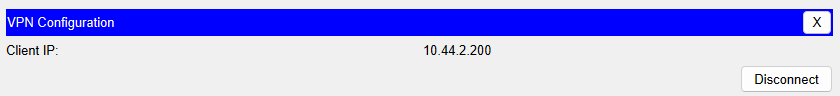 VPN Configuration X
Client IP: 10.44.2.200
Disconnect